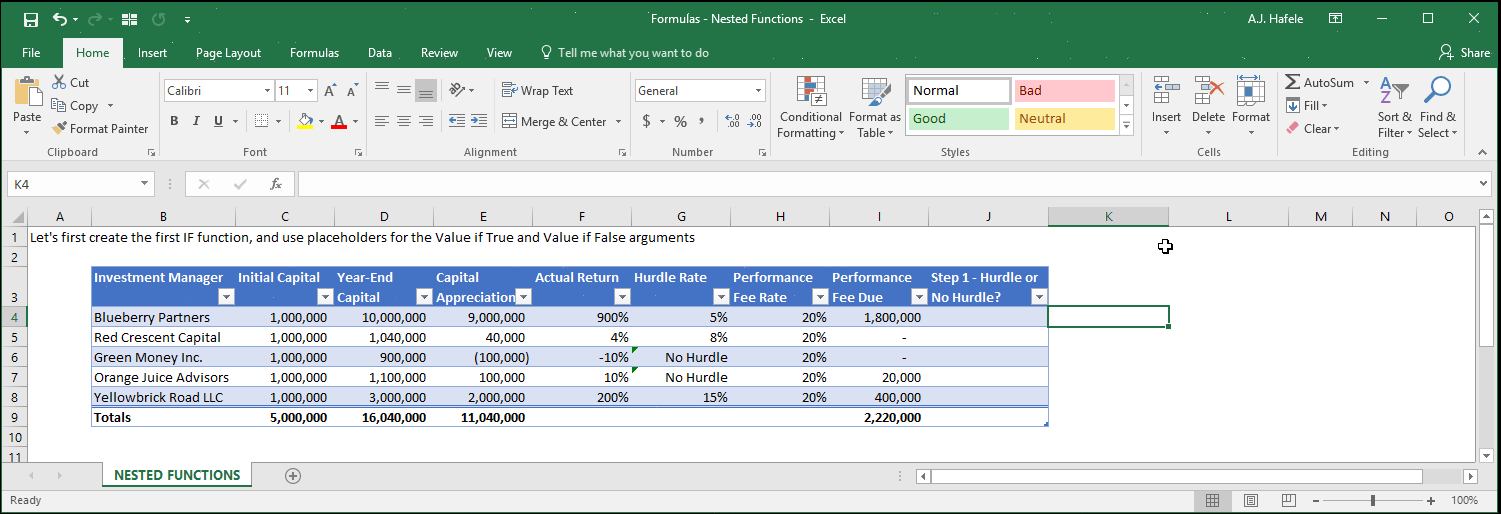 Formulas - Nested Functions - Excel
A.J. Hafele
File Home Insert Page Layout Formulas Data Review View Tell me what you want to do Share
Paste
Cut
Copy
Format Painter
Clipboard
Calibri 11
B I U
Font
Wrap Text
Merge & Center
Alignment
General
$ % ,
Number
Conditional Formatting
Format as Table
Normal Bad
Good Neutral
Styles
Insert Delete Format
Cells
AutoSum
Fill
Clear
Sort & Filter
Find & Select
Editing
K4
fx
A B C D E F G H I J K L M N O
1 Let's first create the first IF function, and use placeholders for the Value if True and Value if False arguments
2
3 Investment Manager Initial Capital Year-End Capital Capital Appreciation Actual Return Hurdle Rate Performance Fee Rate Performance Fee Due Step 1 - Hurdle or No Hurdle?
4 Blueberry Partners 1,000,000 10,000,000 9,000,000 900% 5% 20% 1,800,000
5 Red Crescent Capital 1,000,000 1,040,000 40,000 4% 8% 20% -
6 Green Money Inc. 1,000,000 900,000 (100,000) -10% No Hurdle 20% -
7 Orange Juice Advisors 1,000,000 1,100,000 100,000 10% No Hurdle 20% 20,000
8 Yellowbrick Road LLC 1,000,000 3,000,000 2,000,000 200% 15% 20% 400,000
9 Totals 5,000,000 16,040,000 11,040,000 2,220,000
10
11
NESTED FUNCTIONS
Ready
100%